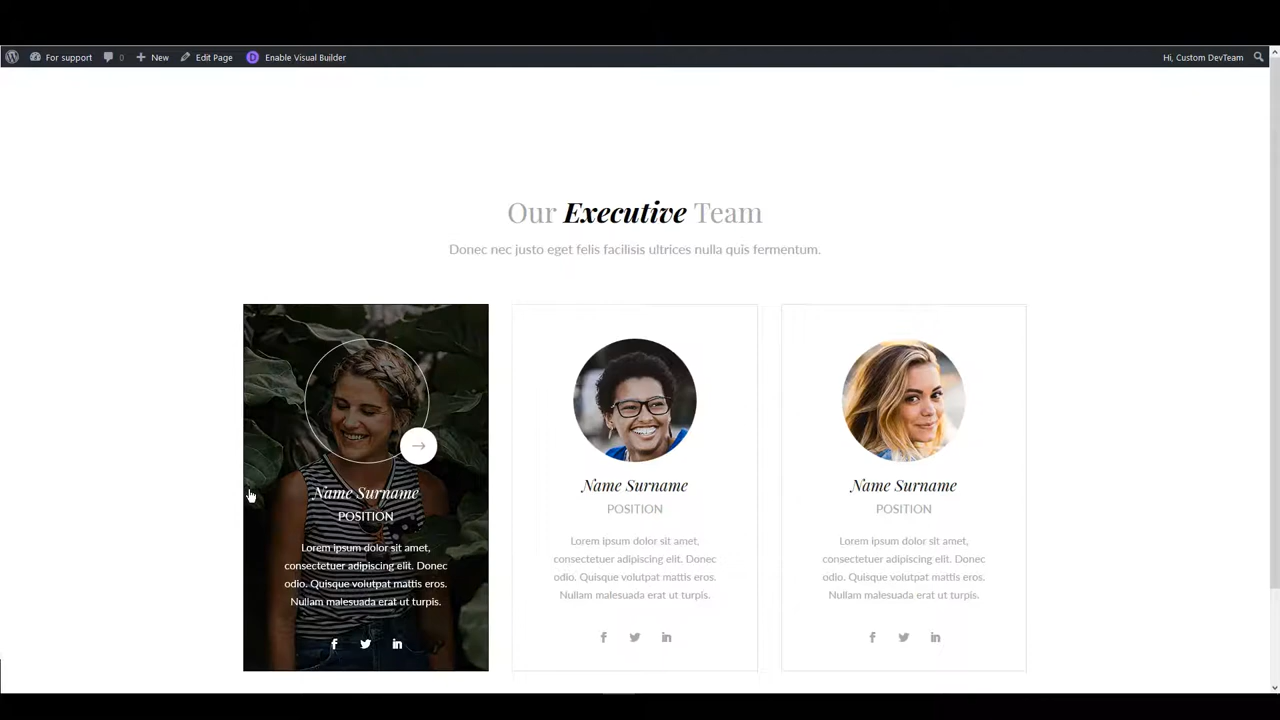 For support 0 New Edit Page D Enable Visual Builder Hi, Custom DevTeam
Our Executive Team
Donec nec justo eget felis facilisis ultrices nulla quis fermentum.
Name Surname
POSITION
Lorem ipsum dolor sit amet,
consectetuer adipiscing elit. Donec
odio. Quisque volutpat mattis eros.
Nullam malesuada erat ut turpis.
Name Surname
POSITION
Lorem ipsum dolor sit amet,
consectetuer adipiscing elit. Donec
odio. Quisque volutpat mattis eros.
Nullam malesuada erat ut turpis.
Name Surname
POSITION
Lorem ipsum dolor sit amet,
consectetuer adipiscing elit. Donec
odio. Quisque volutpat mattis eros.
Nullam malesuada erat ut turpis.